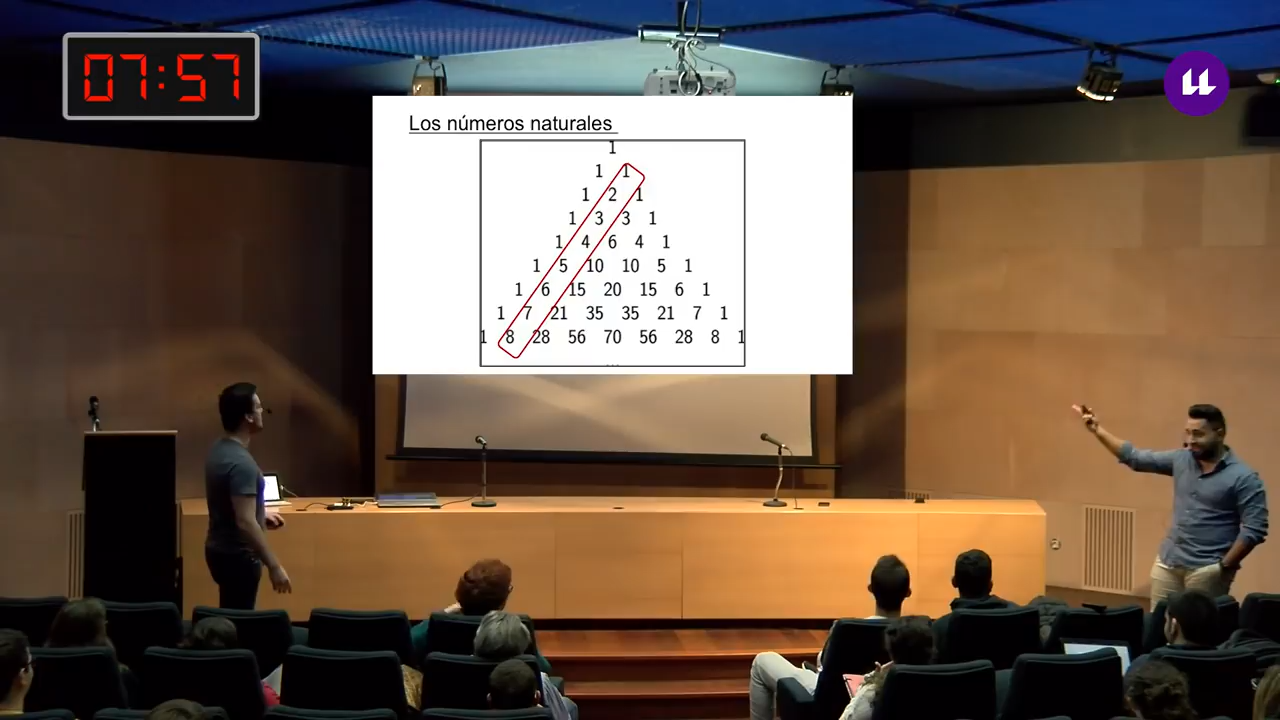 07:57
u
Los números naturales
1
1 1
1 2 1
1 3 3 1
1 4 6 4 1
1 5 10 10 5 1
1 6 15 20 15 6 1
1 7 21 35 35 21 7 1
1 8 28 56 70 56 28 8 1
...